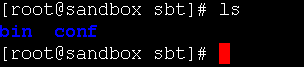 [root@sandbox sbt]# ls
bin  conf
[root@sandbox sbt]#